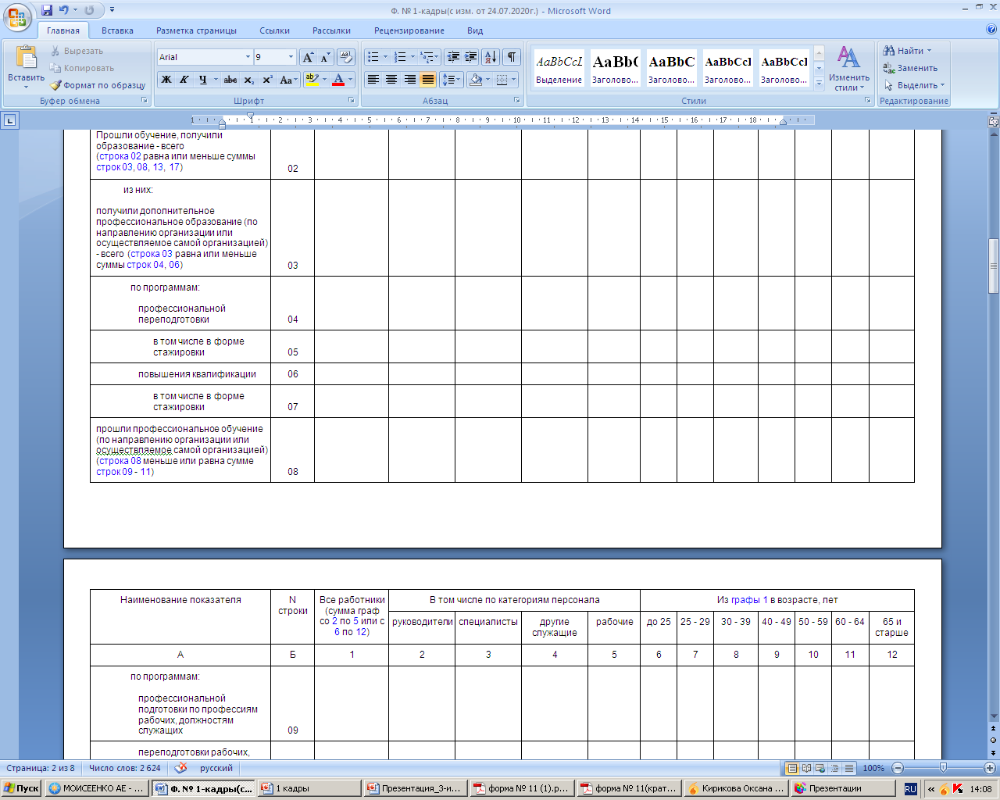 Ф. № 1-кадры(с изм. от 24.07.2020г.) - Microsoft Word
Главная Вставка Разметка страницы Ссылки Рассылки Рецензирование Вид
Вставить
Вырезать
Копировать
Формат по образцу
Буфер обмена
Arial 9
Ж К Ч abc x₂ x² Aa
Шрифт
Абзац
AaBbCcI AaBb( AaBbC AaBbCcI AaBbCcI
Выделение Заголово... Заголово... Заголово... Заголово...
Стили
Изменить стили
Найти
Заменить
Выделить
Редактирование
1 1 2 3 4 5 6 7 8 9 10 11 12 13 14 15 16 17 18
Прошли обучение, получили
образование - всего
(строка 02 равна или меньше суммы
строк 03, 08, 13, 17) 02
из них:
получили дополнительное
профессиональное образование (по
направлению организации или
осуществляемое самой организацией)
- всего (строка 03 равна или меньше
суммы строк 04, 06) 03
по программам:
профессиональной
переподготовки 04
в том числе в форме
стажировки 05
повышения квалификации 06
в том числе в форме
стажировки 07
прошли профессиональное обучение
(по направлению организации или
осуществляемое самой организацией)
(строка 08 меньше или равна сумме
строк 09 - 11) 08
Наименование показателя
N
строки
Все работники
(сумма граф
со 2 по 5 или с
6 по 12)
В том числе по категориям персонала
Из графы 1 в возрасте, лет
руководители специалисты другие служащие рабочие до 25 25 - 29 30 - 39 40 - 49 50 - 59 60 - 64 65 и старше
А Б 1 2 3 4 5 6 7 8 9 10 11 12
по программам:
профессиональной
подготовки по профессиям
рабочих, должностям
служащих 09
переподготовки рабочих,
Страница: 2 из 8 Число слов: 2 624 русский 100%
Пуск МОИСЕЕНКО АЕ - ... Ф. № 1-кадры(с... 1 кадры Презентация_3-и... форма № 11 (1).p... форма № 11(крат... Кирикова Оксана ... Презентации RU « 14:08